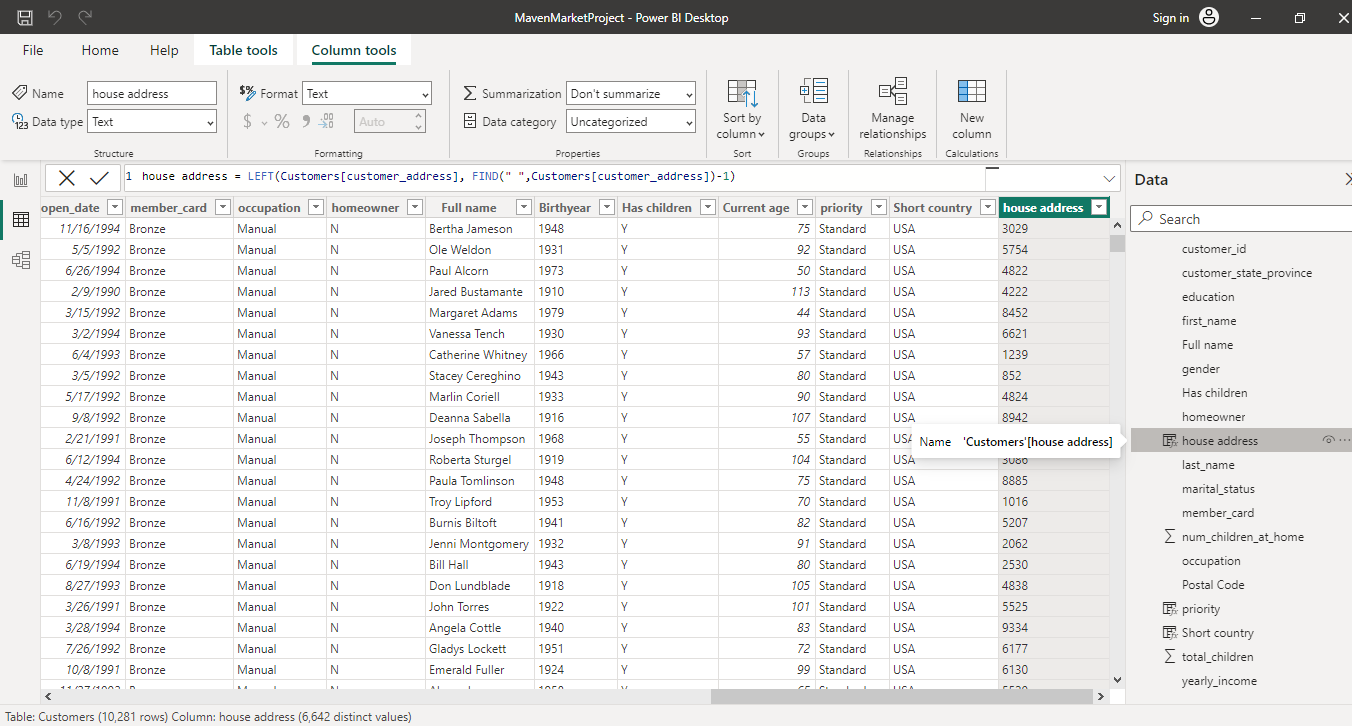 MavenMarketProject - Power BI Desktop
Sign in
File Home Help Table tools Column tools
Name house address
Data type Text
Structure
$% Format Text
$ % 9 .00 Auto
Formatting
Summarization Don't summarize
Data category Uncategorized
Properties
Sort by
column
Sort
Data
groups
Groups
Manage
relationships
Relationships
New
column
Calculations
1 house address = LEFT(Customers[customer_address], FIND(" ",Customers[customer_address])-1)
open_date member_card occupation homeowner Full name Birthyear Has children Current age priority Short country house address
11/16/1994 Bronze Manual N Bertha Jameson 1948 Y 75 Standard USA 3029
5/5/1992 Bronze Manual N Ole Weldon 1931 Y 92 Standard USA 5754
6/26/1994 Bronze Manual N Paul Alcorn 1973 Y 50 Standard USA 4822
2/9/1990 Bronze Manual N Jared Bustamante 1910 Y 113 Standard USA 4222
3/15/1992 Bronze Manual N Margaret Adams 1979 Y 44 Standard USA 8452
3/2/1994 Bronze Manual N Vanessa Tench 1930 Y 93 Standard USA 6621
6/4/1993 Bronze Manual N Catherine Whitney 1966 Y 57 Standard USA 1239
3/5/1992 Bronze Manual N Stacey Cereghino 1943 Y 80 Standard USA 852
5/17/1992 Bronze Manual N Marlin Coriell 1933 Y 90 Standard USA 4824
9/8/1992 Bronze Manual N Deanna Sabella 1916 Y 107 Standard USA 8942
2/21/1991 Bronze Manual N Joseph Thompson 1968 Y 55 Standard
Name 'Customers'[house address]
6/12/1994 Bronze Manual N Roberta Sturgel 1919 Y 104 Standard USA 3086
4/24/1992 Bronze Manual N Paula Tomlinson 1948 Y 75 Standard USA 8885
11/8/1991 Bronze Manual N Troy Lipford 1953 Y 70 Standard USA 1016
6/16/1992 Bronze Manual N Burnis Biltoft 1941 Y 82 Standard USA 5207
3/8/1993 Bronze Manual N Jenni Montgomery 1932 Y 91 Standard USA 2062
6/19/1994 Bronze Manual N Bill Hall 1943 Y 80 Standard USA 2530
8/27/1993 Bronze Manual N Don Lundblade 1918 Y 105 Standard USA 4838
3/26/1991 Bronze Manual N John Torres 1922 Y 101 Standard USA 5525
3/28/1994 Bronze Manual N Angela Cottle 1940 Y 83 Standard USA 9334
7/26/1992 Bronze Manual N Gladys Lockett 1951 Y 72 Standard USA 6177
10/8/1991 Bronze Manual N Emerald Fuller 1924 Y 99 Standard USA 6130
Data
Search
customer_id
customer_state_province
education
first_name
Full name
gender
Has children
homeowner
house address
last_name
marital_status
member_card
num_children_at_home
occupation
Postal Code
priority
Short country
total_children
yearly_income
Table: Customers (10,281 rows) Column: house address (6,642 distinct values)